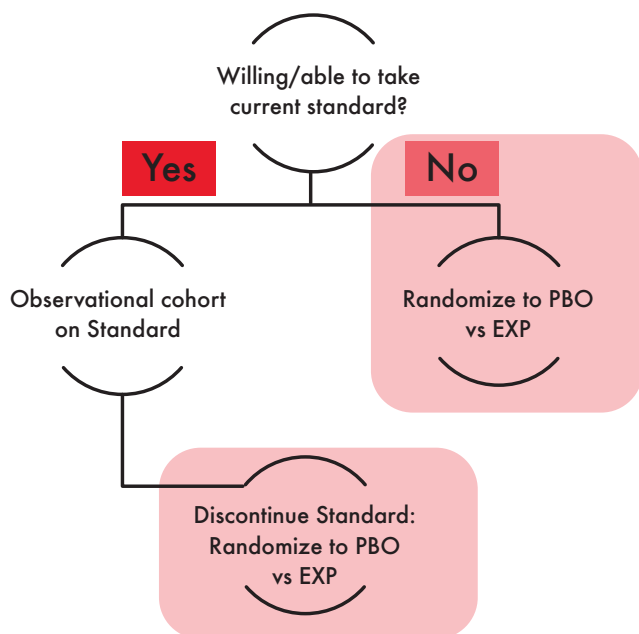 Willing/able to take
current standard?
Yes
No
Observational cohort
on Standard
Randomize to PBO
vs EXP
Discontinue Standard:
Randomize to PBO
vs EXP